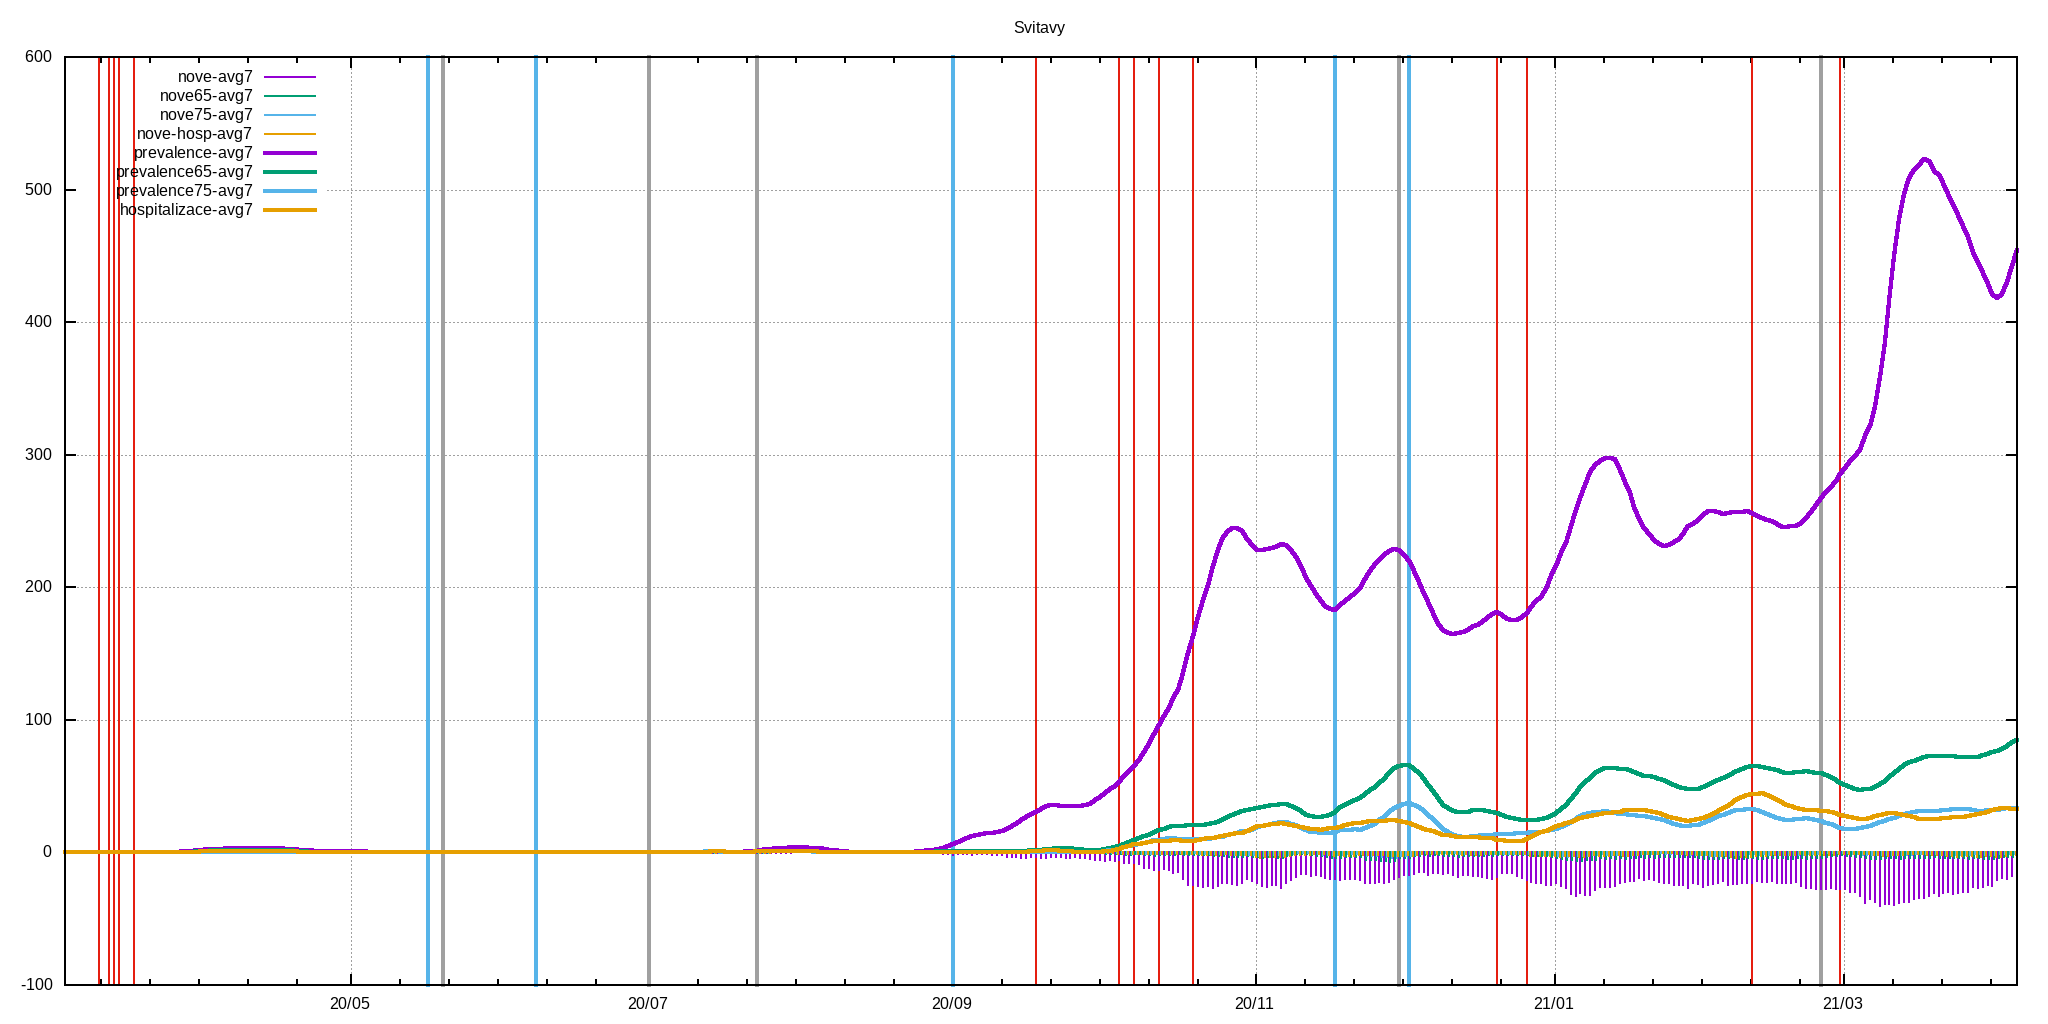 Svitavy
600
500
400
300
200
100
0
-100
nove-avg7
nove65-avg7
nove75-avg7
nove-hosp-avg7
prevalence-avg7
prevalence65-avg7
prevalence75-avg7
hospitalizace-avg7
20/05 20/07 20/09 20/11 21/01 21/03